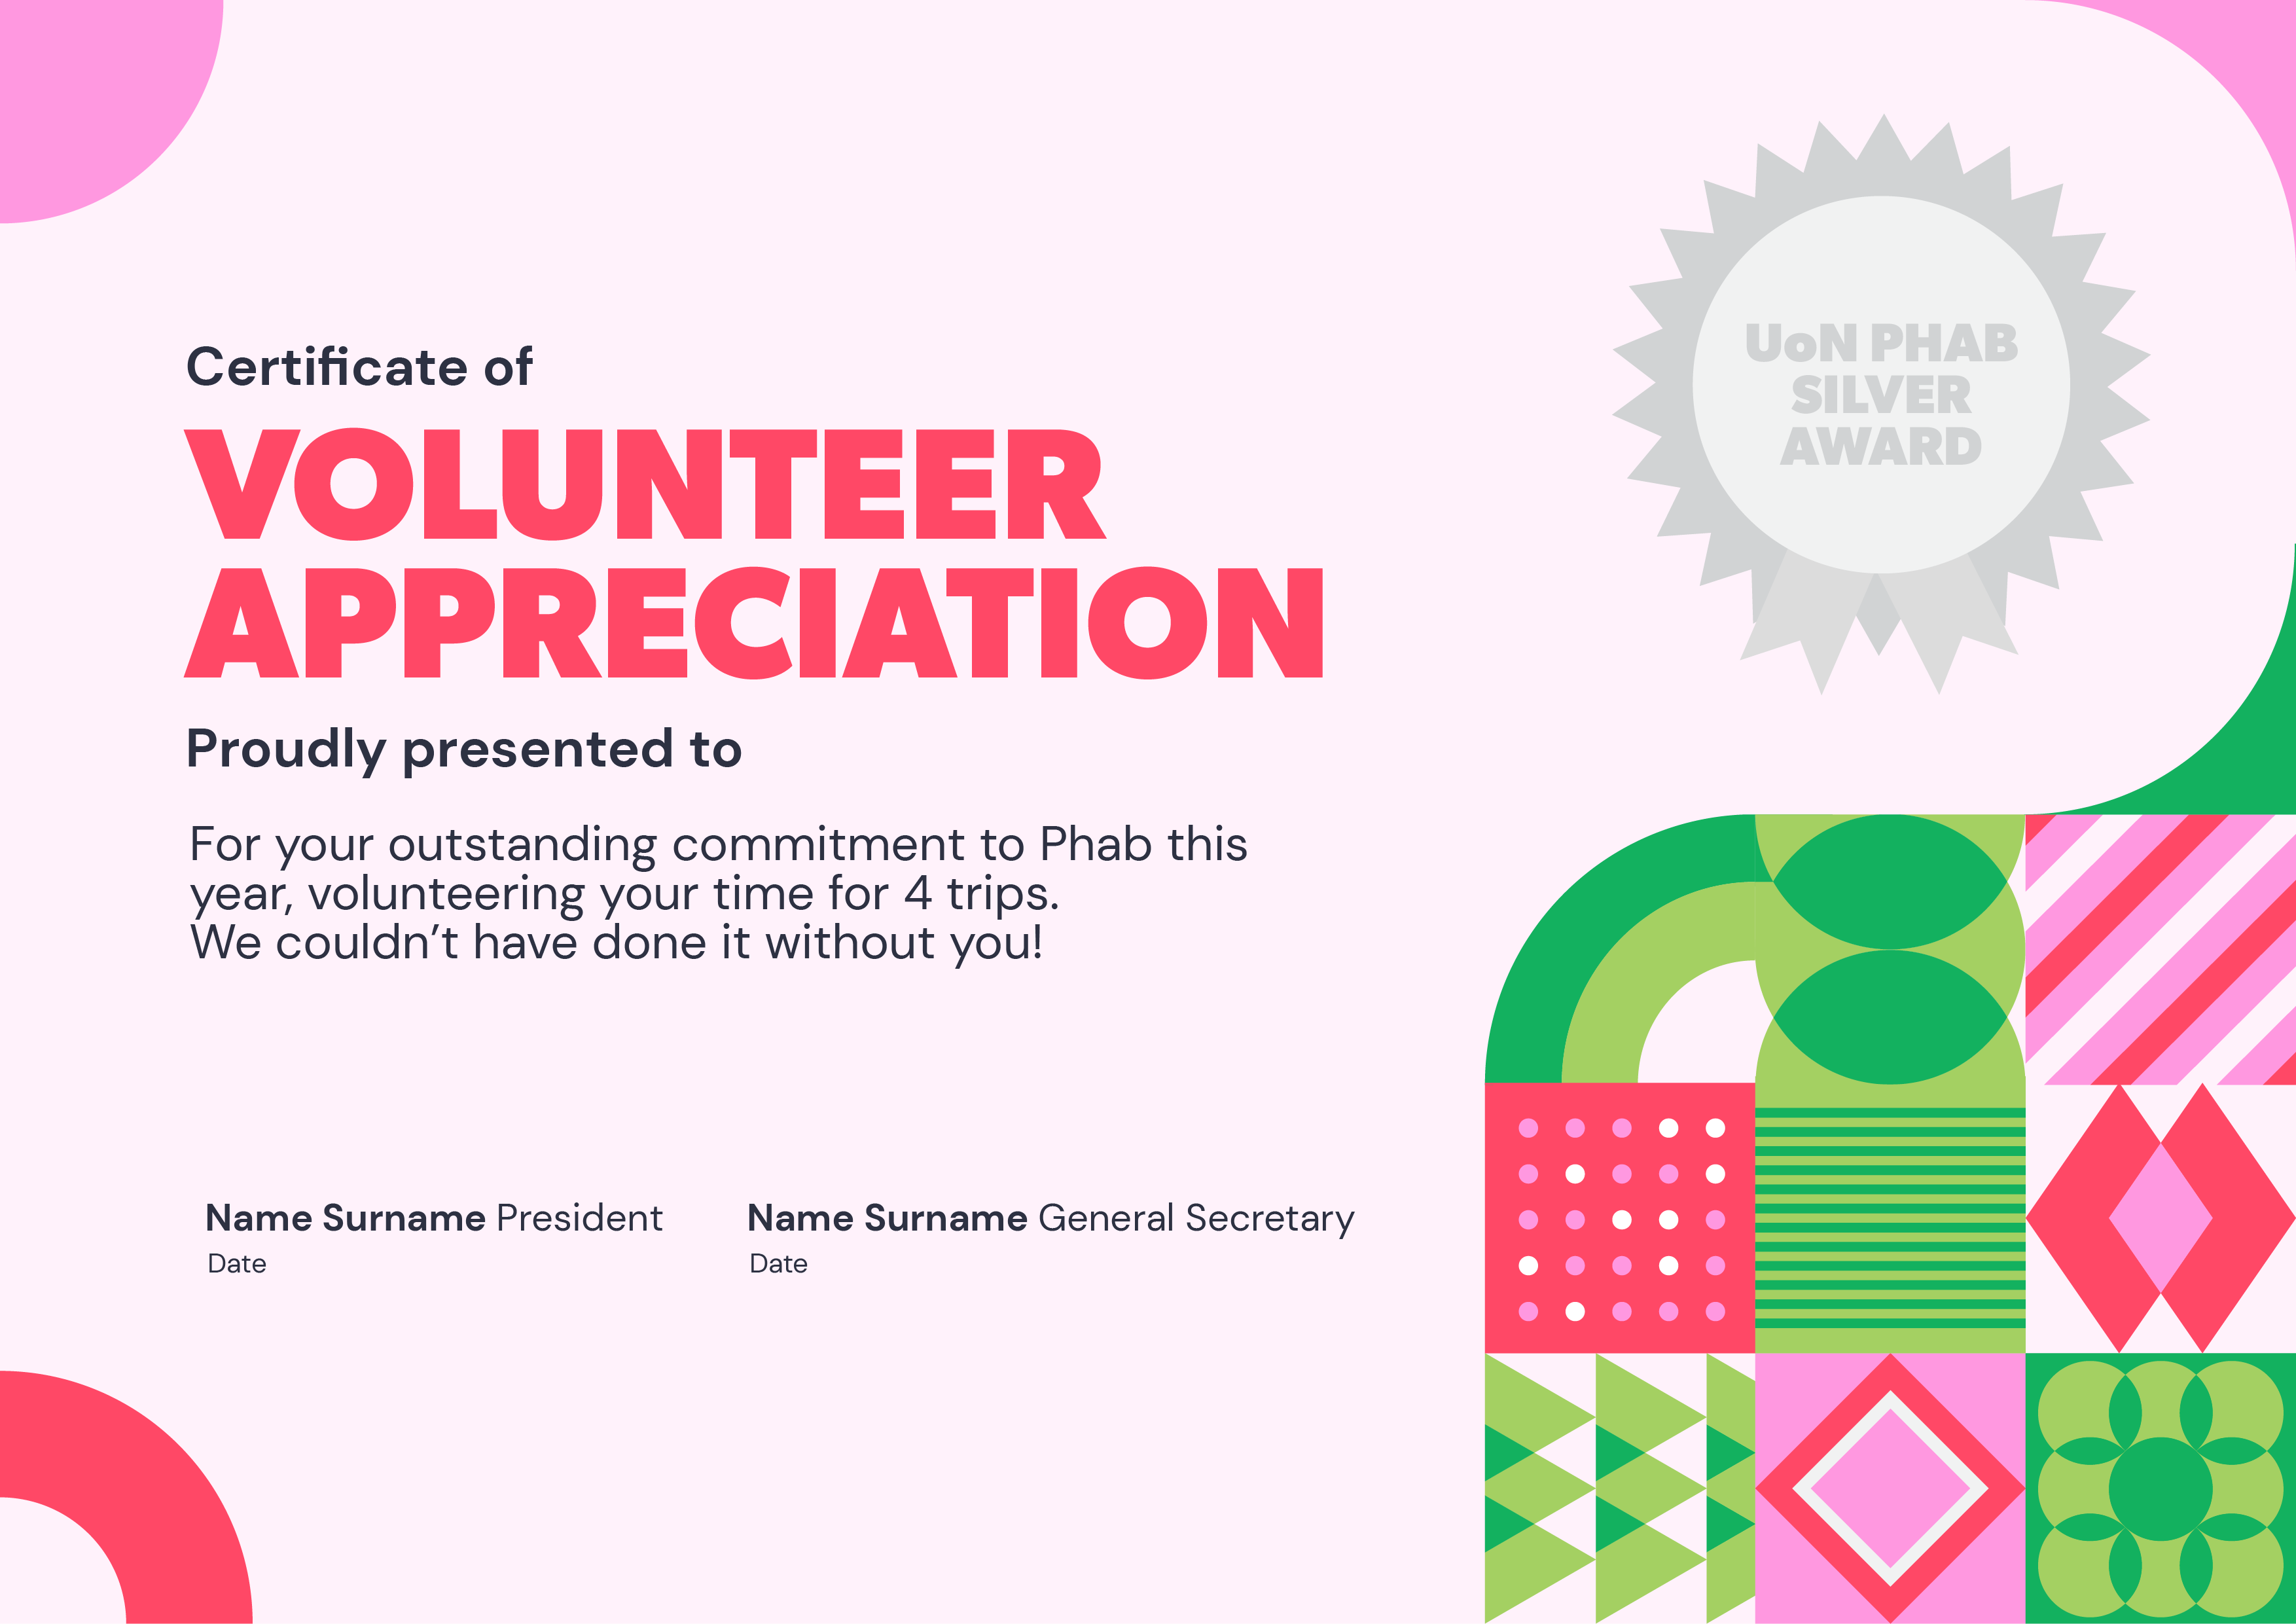 UoN PHAB
SILVER
AWARD
Certificate of
VOLUNTEER
APPRECIATION
Proudly presented to
For your outstanding commitment to Phab this
year, volunteering your time for 4 trips.
We couldn’t have done it without you!
Name Surname President
Date
Name Surname General Secretary
Date